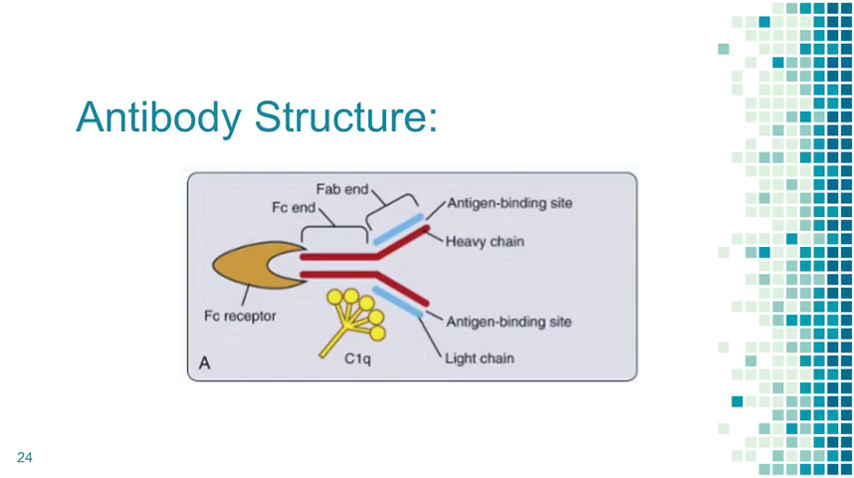 Antibody Structure:
Fab end
Fc end
Antigen-binding site
Heavy chain
Fc receptor
Antigen-binding site
C1q
Light chain
A
24